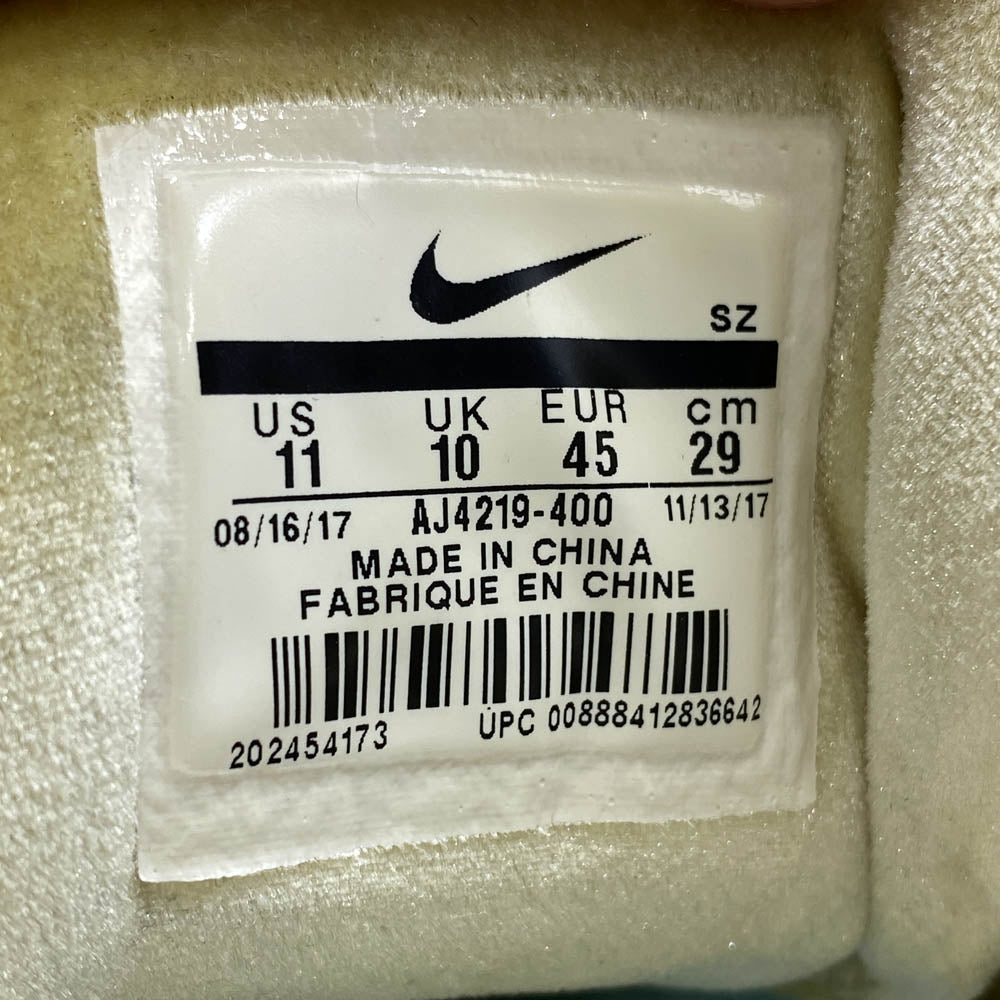 SZ
US UK EUR cm
11 10 45 29
08/16/17 AJ4219-400 11/13/17
MADE IN CHINA
FABRIQUE EN CHINE
202454173 UPC 00888412836642